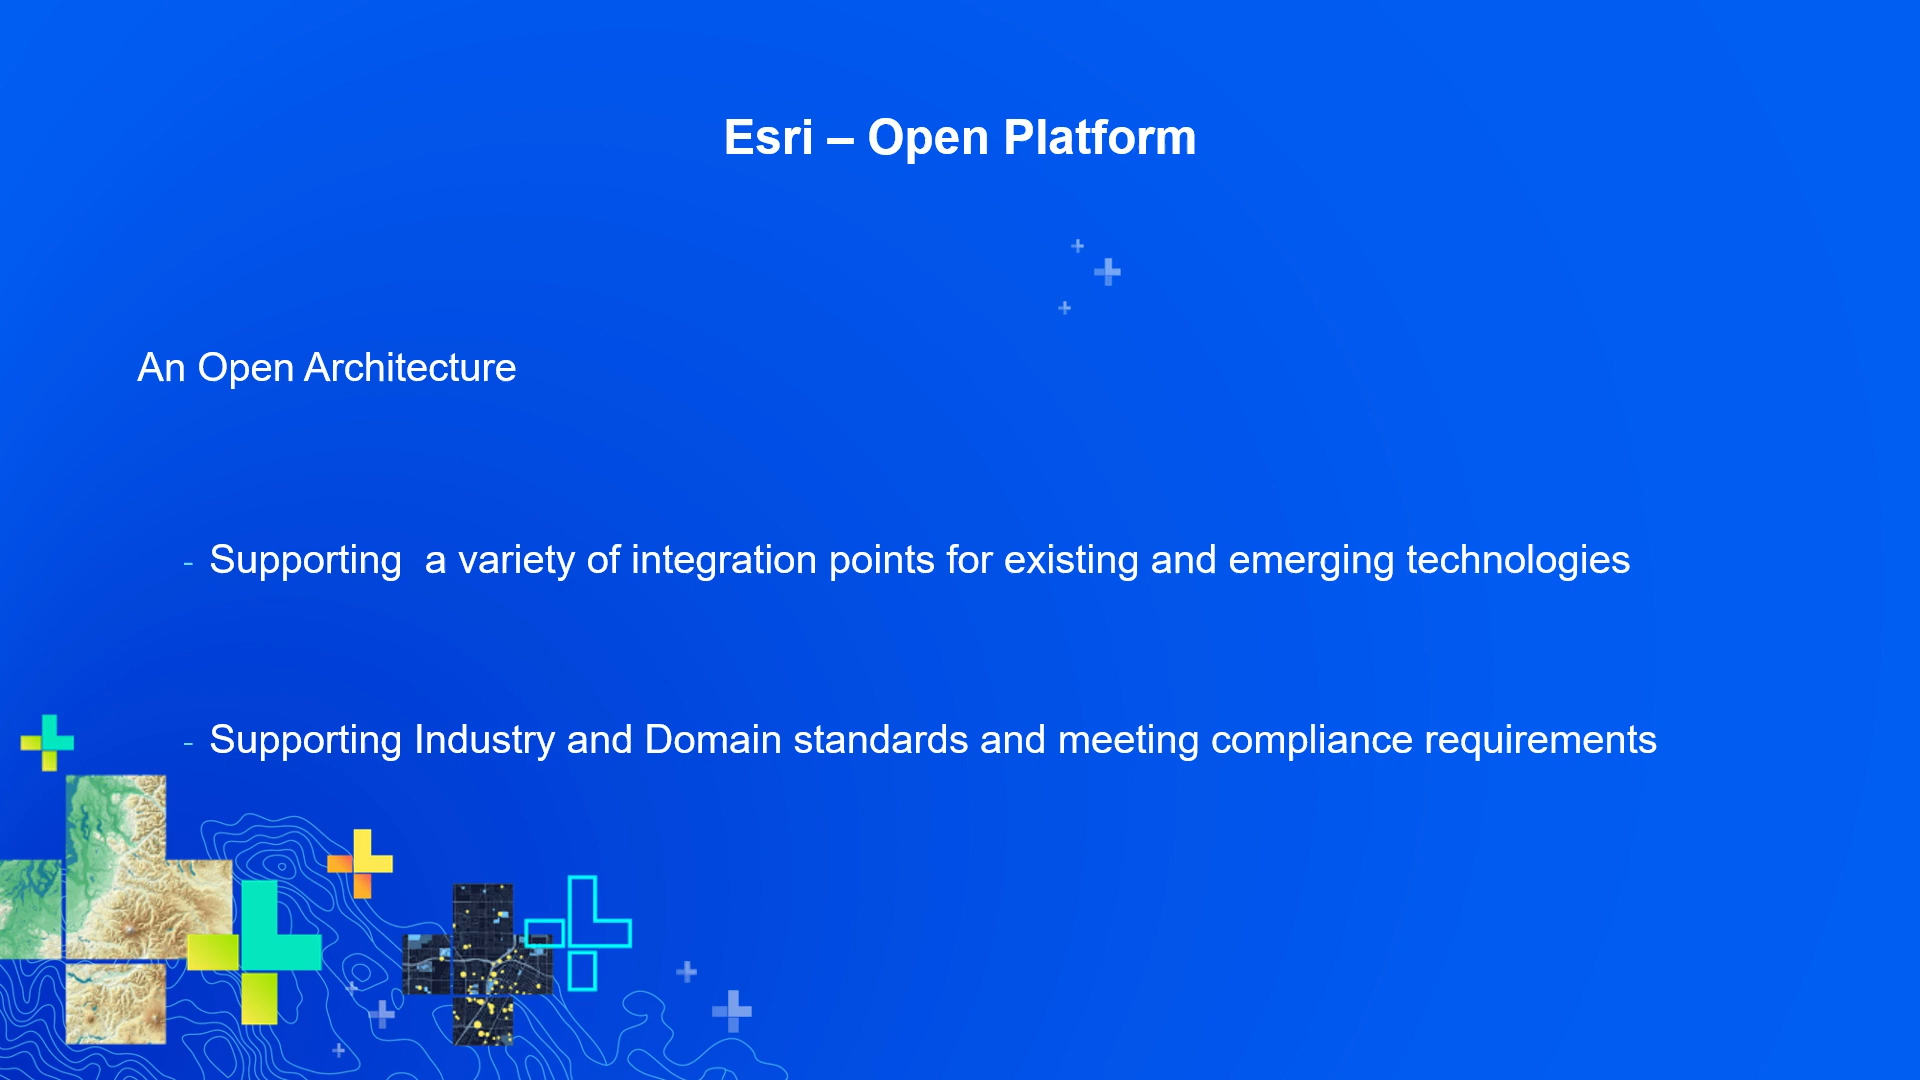 Esri – Open Platform
An Open Architecture
- Supporting  a variety of integration points for existing and emerging technologies
- Supporting Industry and Domain standards and meeting compliance requirements